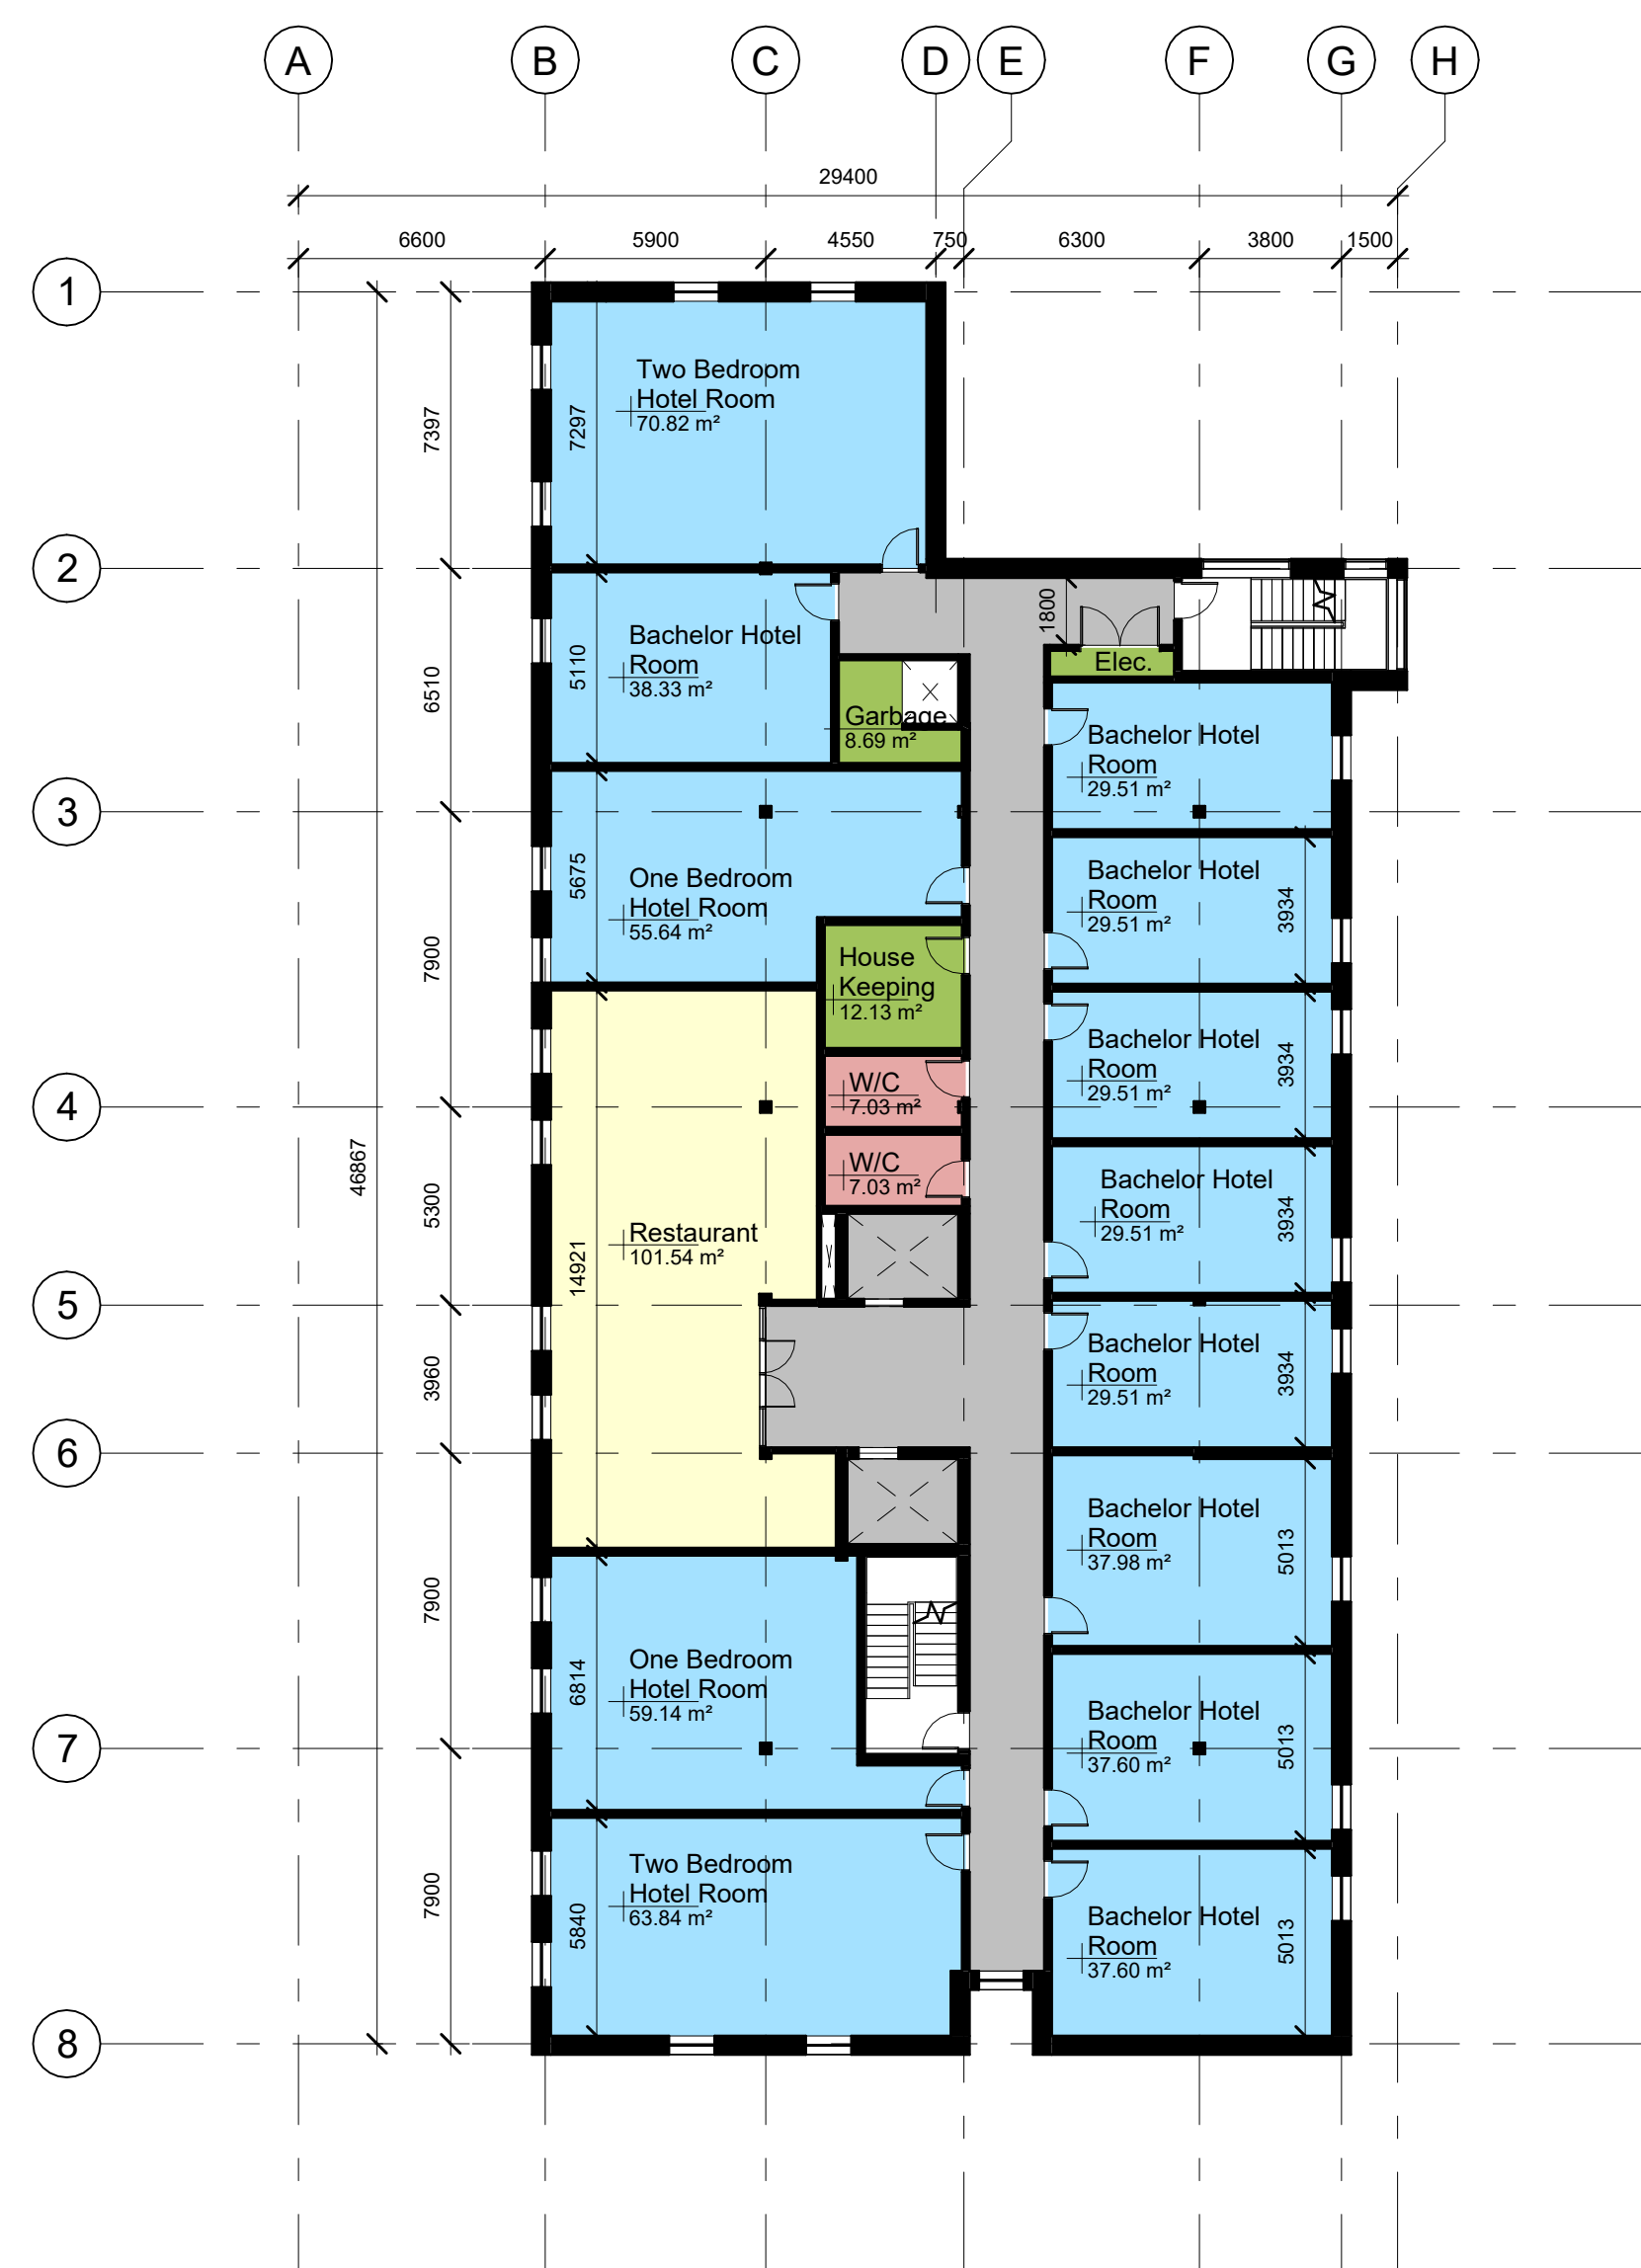 A B C D E F G H
29400
6600 5900 4550 750 6300 3800 1500
1
2
3
4
5
6
7
8
46867
7397
6510
7900
5300
3960
7900
7900
7297
5110
5675
14921
6814
5840
Two Bedroom
Hotel Room
70.82 m²
Bachelor Hotel
Room
38.33 m²
1800
Elec.
Garbage
8.69 m²
One Bedroom
Hotel Room
55.64 m²
House
Keeping
12.13 m²
W/C
7.03 m²
W/C
7.03 m²
Restaurant
101.54 m²
One Bedroom
Hotel Room
59.14 m²
Two Bedroom
Hotel Room
63.84 m²
Bachelor Hotel
Room
29.51 m²
Bachelor Hotel
Room
29.51 m²
3934
Bachelor Hotel
Room
29.51 m²
3934
Bachelor Hotel
Room
29.51 m²
3934
Bachelor Hotel
Room
29.51 m²
3934
Bachelor Hotel
Room
37.98 m²
5013
Bachelor Hotel
Room
37.60 m²
5013
Bachelor Hotel
Room
37.60 m²
5013